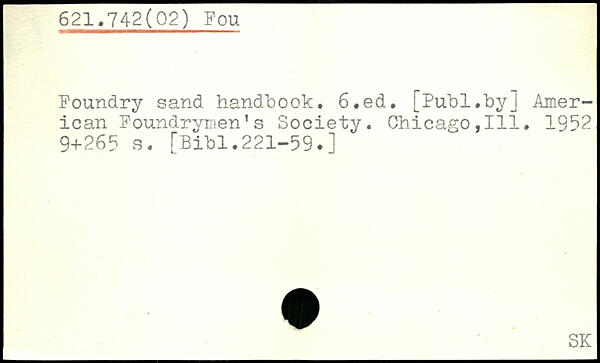 621.742(02) Fou
Foundry sand handbook. 6.ed. [Publ.by] Amer-
ican Foundrymen's Society. Chicago,Ill. 1952
9+265 s. [Bibl.221-59.]
SK